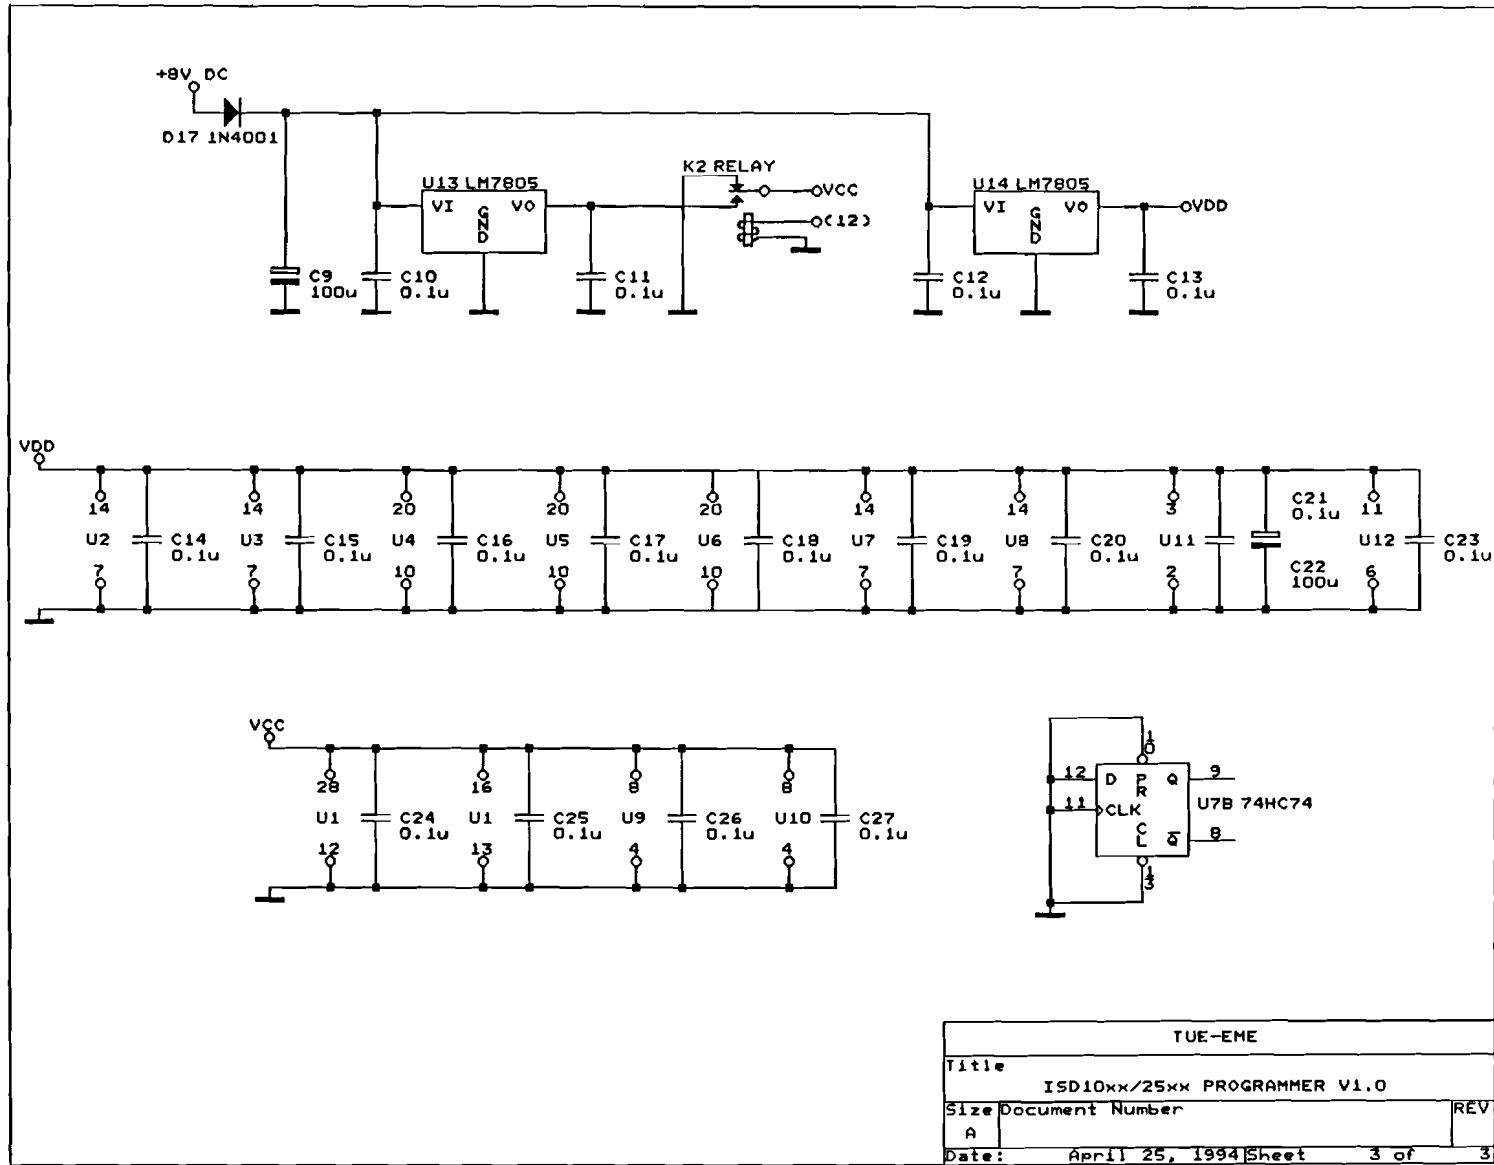 +8V DC
D17 1N4001
U13 LM7805
VI GND VO
C9
100u
C10
0.1u
C11
0.1u
K2 RELAY
VCC
(12)
U14 LM7805
VI GND VO
VDD
C12
0.1u
C13
0.1u
VDD
14 14 20 20 20 14 14 3 11
U2 C14 0.1u
U3 C15 0.1u
U4 C16 0.1u
U5 C17 0.1u
U6 C18 0.1u
U7 C19 0.1u
U8 C20 0.1u
U11 C21 0.1u
C22 100u
U12 C23 0.1u
7 7 10 10 10 7 7 2 6
VCC
28 16 8 8
U1 C24 0.1u
U1 C25 0.1u
U9 C26 0.1u
U10 C27 0.1u
12 13 4 4
10
12 D PR Q 9
11 CLK
U7B 74HC74
CL Q 8
13
TUE-EME
Title
ISD10xx/25xx PROGRAMMER V1.0
Size Document Number REV
A
Date: April 25, 1994 Sheet 3 of 3